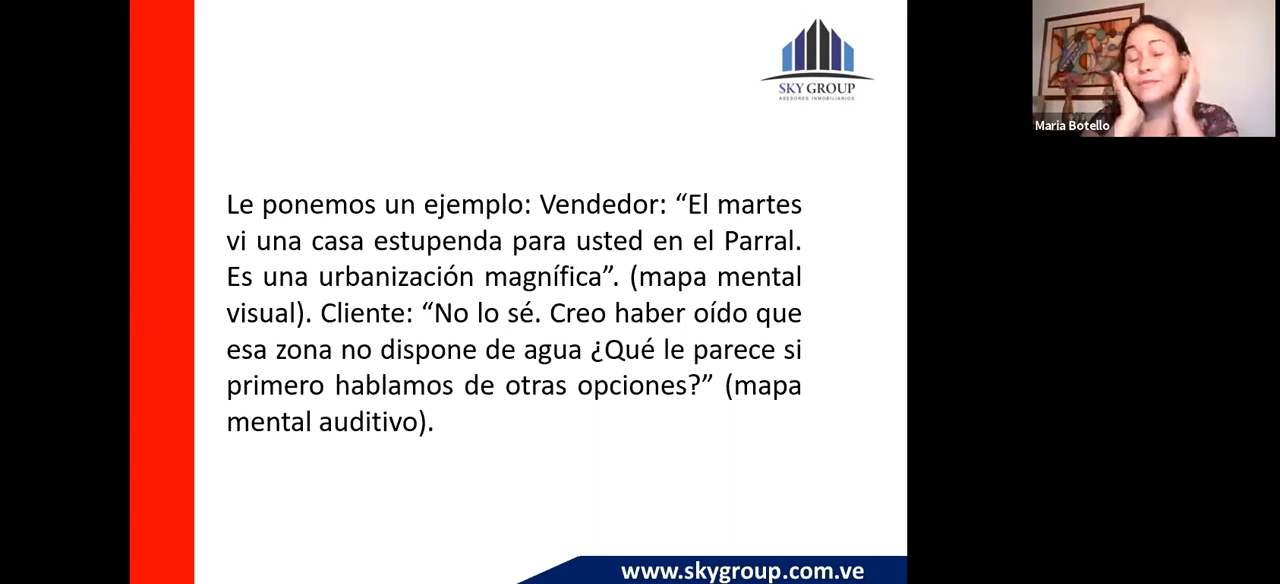 SKY GROUP
ASESORES INMOBILIARIOS
Maria Botello
Le ponemos un ejemplo: Vendedor: “El martes
vi una casa estupenda para usted en el Parral.
Es una urbanización magnífica”. (mapa mental
visual). Cliente: “No lo sé. Creo haber oído que
esa zona no dispone de agua ¿Qué le parece si
primero hablamos de otras opciones?” (mapa
mental auditivo).
www.skygroup.com.ve